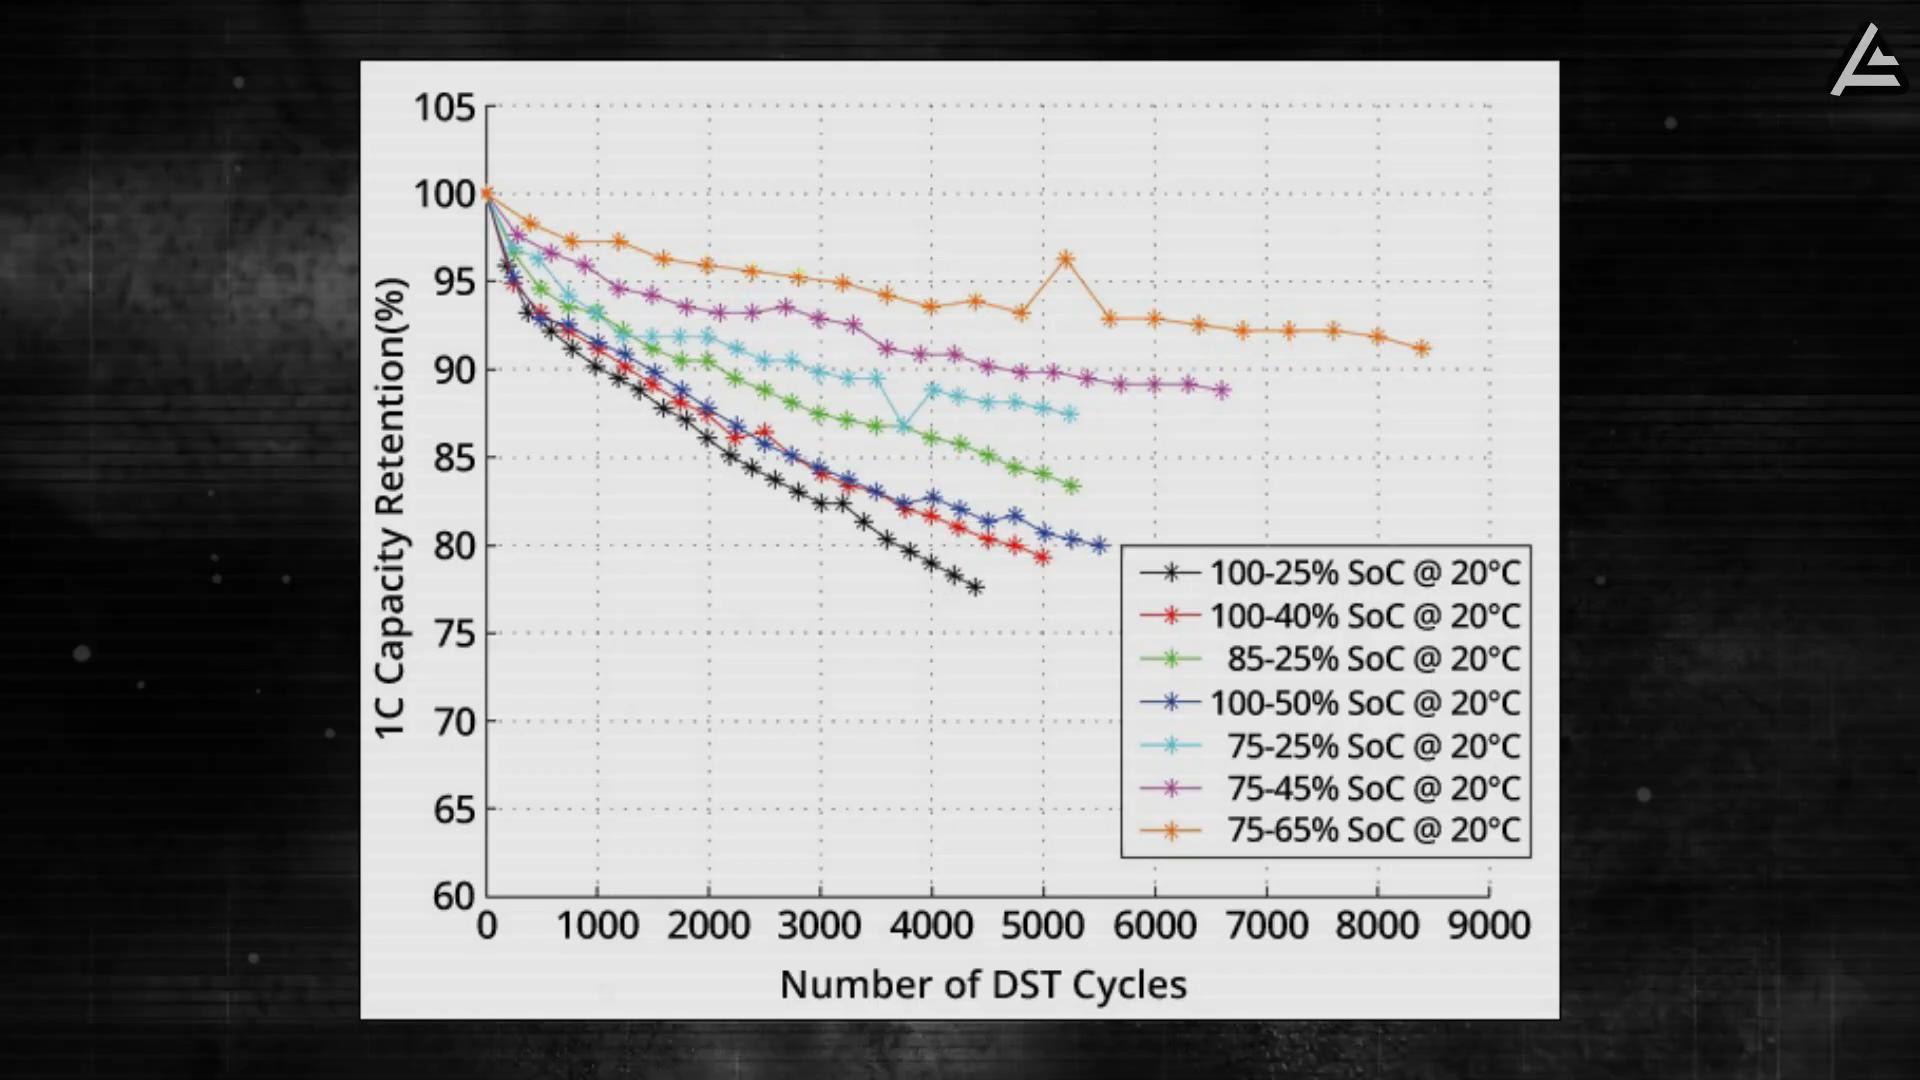 105
100
95
90
85
80
75
70
65
60
1C Capacity Retention(%)
0 1000 2000 3000 4000 5000 6000 7000 8000 9000
Number of DST Cycles
100-25% SoC @ 20°C
100-40% SoC @ 20°C
85-25% SoC @ 20°C
100-50% SoC @ 20°C
75-25% SoC @ 20°C
75-45% SoC @ 20°C
75-65% SoC @ 20°C